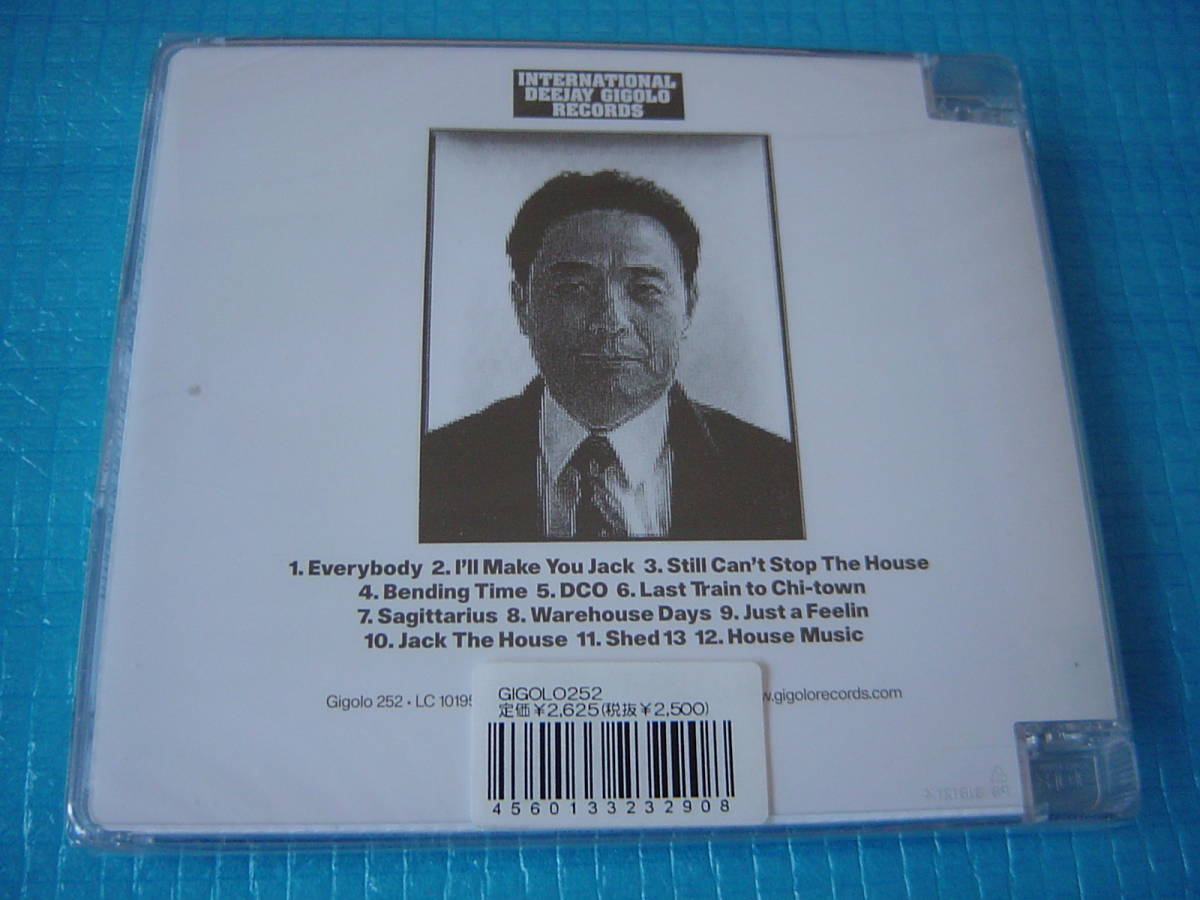 INTERNATIONAL
DEEJAY GIGOLO
RECORDS
1. Everybody 2. I'll Make You Jack 3. Still Can't Stop The House
4. Bending Time 5. DCO 6. Last Train to Chi-town
7. Sagittarius 8. Warehouse Days 9. Just a Feelin
10. Jack The House 11. Shed 13 12. House Music
Gigolo 252 • LC 10195
w.gigolorecords.com
GIGOLO252
定価¥2,625(税抜¥2,500)
4560133232908